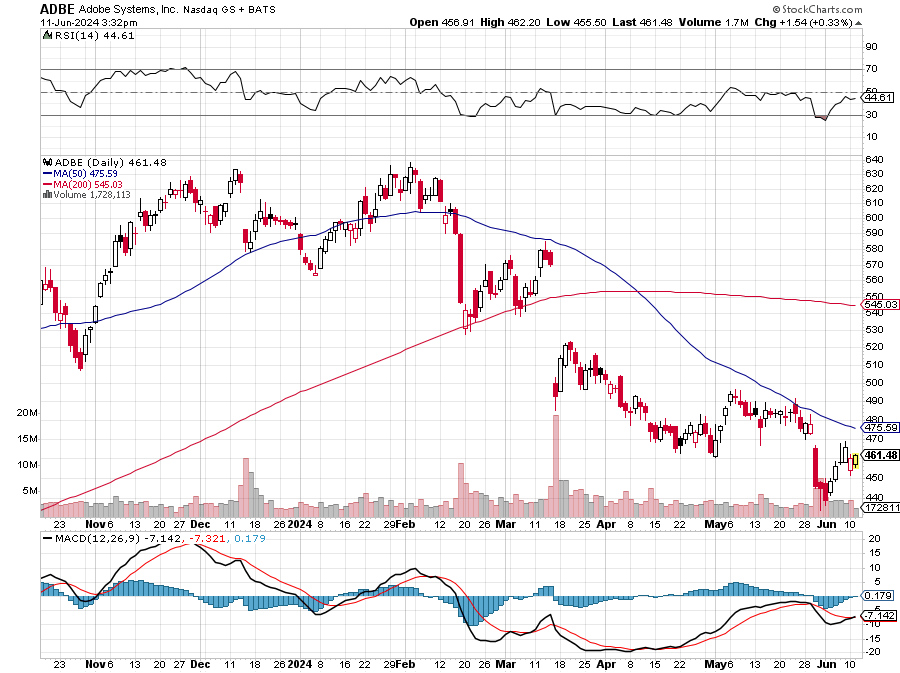 ADBE Adobe Systems, Inc. Nasdaq GS + BATS © StockCharts.com
11-Jun-2024 3:32pm Open 456.91 High 462.20 Low 455.50 Last 461.48 Volume 1.7M Chg +1.54 (+0.33%)
RSI(14) 44.61
90
70
50
44.61
30
10
ADBE (Daily) 461.48
MA(50) 475.59
MA(200) 545.03
Volume 1,728,113
640
630
620
610
600
590
580
570
560
550
545.03
540
530
520
510
500
490
480
475.59
470
461.48
450
440
172811
20M
15M
10M
5M
23 Nov 6 13 20 27 Dec 11 18 26 2024 8 16 22 29 Feb 12 20 26 Mar 11 18 25 Apr 8 15 22 May 6 13 20 28 Jun 10
MACD(12,26,9) -7.142, -7.321, 0.179
20
15
10
5
0.179
-5
-7.142
-10
-15
-20
23 Nov 6 13 20 27 Dec 11 18 26 2024 8 16 22 29 Feb 12 20 26 Mar 11 18 25 Apr 8 15 22 May 6 13 20 28 Jun 10